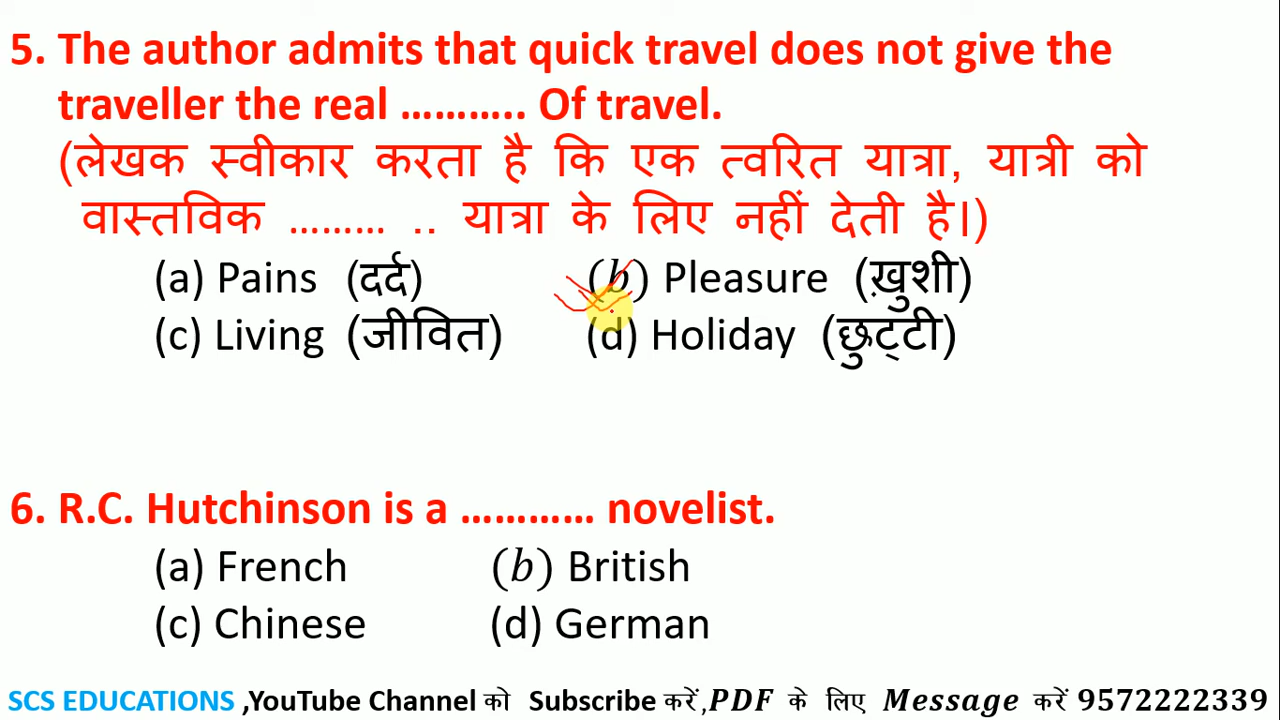 5. The author admits that quick travel does not give the
traveller the real ……….. Of travel.
(लेखक स्वीकार करता है कि एक त्वरित यात्रा, यात्री को
वास्तविक ……… .. यात्रा के लिए नहीं देती है।)
(a) Pains (दर्द) (b) Pleasure (ख़ुशी)
(c) Living (जीवित) (d) Holiday (छुट्टी)
6. R.C. Hutchinson is a ………… novelist.
(a) French (b) British
(c) Chinese (d) German
SCS EDUCATIONS ,YouTube Channel को Subscribe करें,PDF के लिए Message करें 9572222339